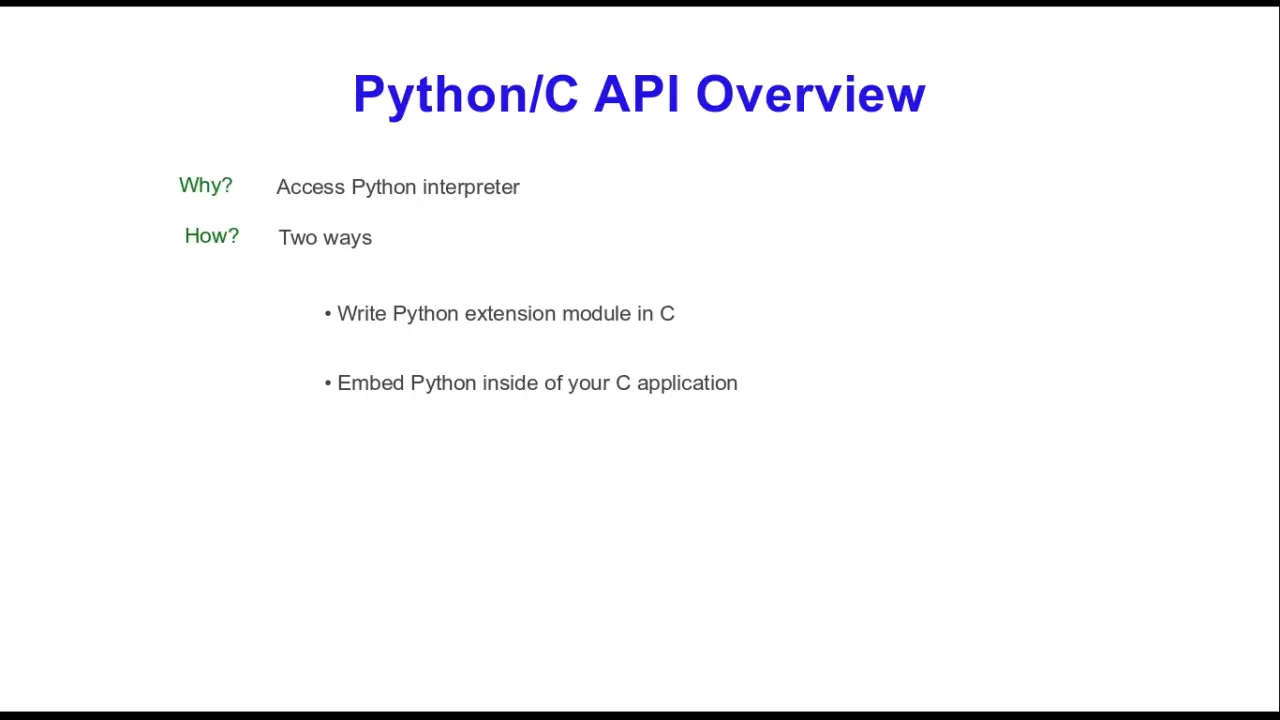 Python/C API Overview
Why? Access Python interpreter
How? Two ways
• Write Python extension module in C
• Embed Python inside of your C application